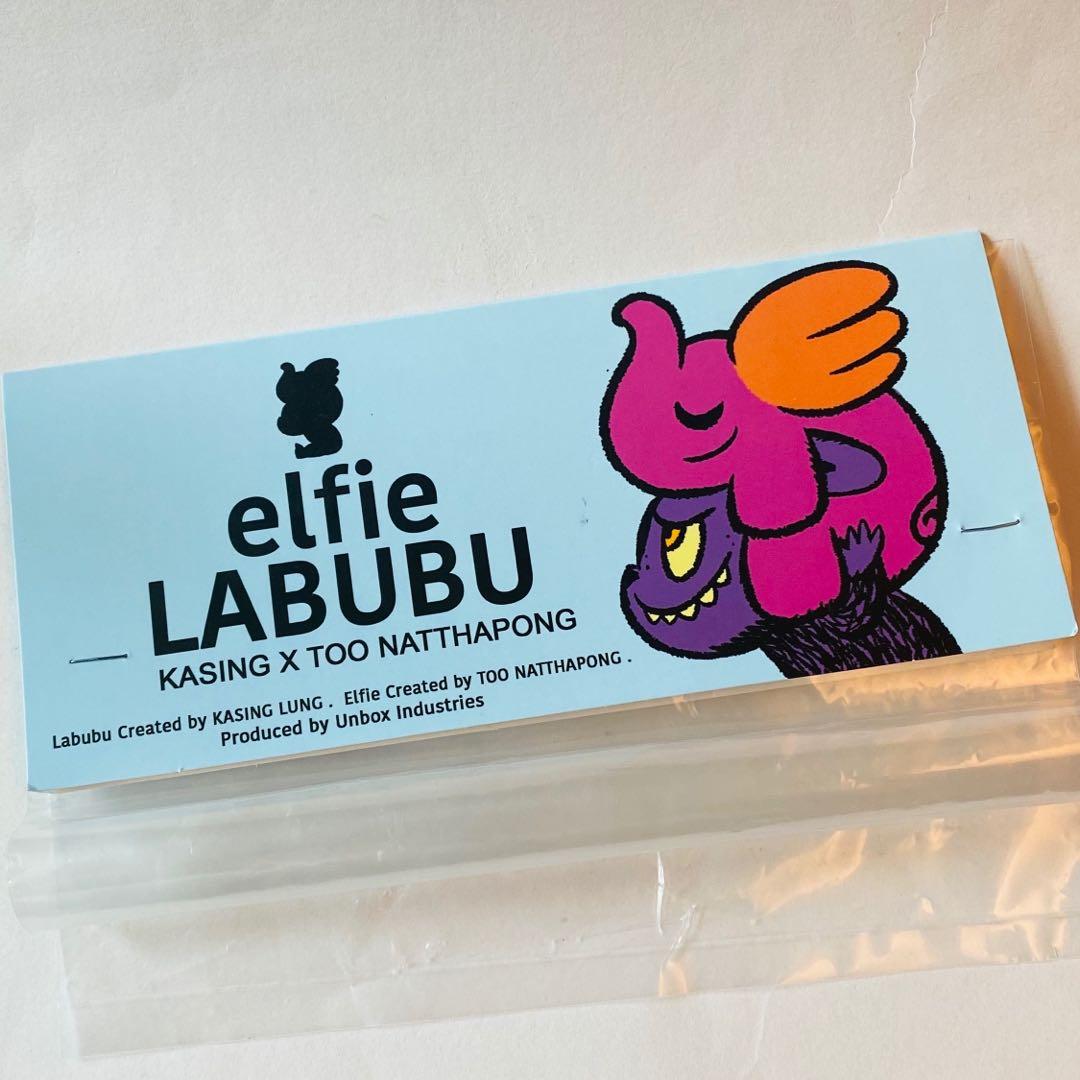 elfie
LABUBU
KASING X TOO NATTHAPONG
Labubu Created by KASING LUNG . Elfie Created by TOO NATTHAPONG .
Produced by Unbox Industries